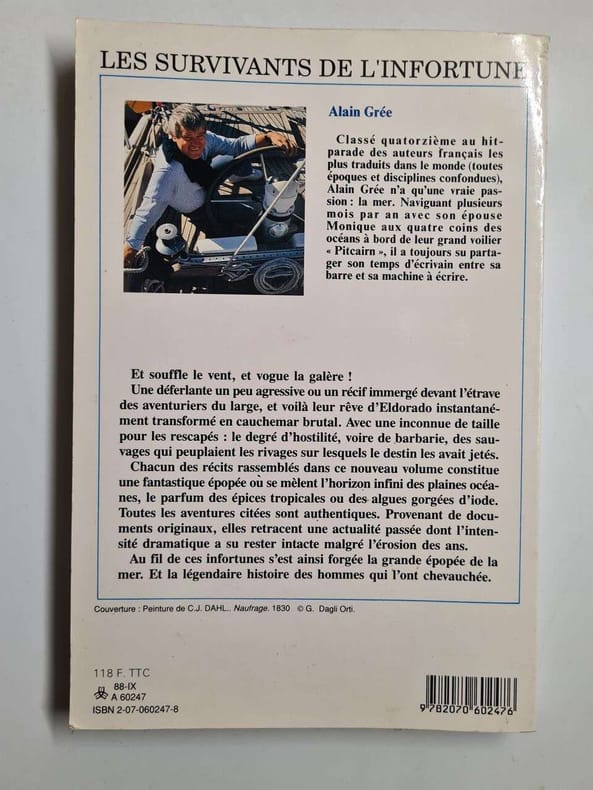 LES SURVIVANTS DE L'INFORTUNE
Alain Grée
Classé quatorzième au hit-
parade des auteurs français les
plus traduits dans le monde (toutes
époques et disciplines confondues),
Alain Grée n'a qu'une vraie pas-
sion : la mer. Naviguant plusieurs
mois par an avec son épouse
Monique aux quatre coins des
océans à bord de leur grand voilier
« Pitcairn », il a toujours su parta-
ger son temps d'écrivain entre sa
barre et sa machine à écrire.
Et souffle le vent, et vogue la galère !
Une déferlante un peu agressive ou un récif immergé devant l'étrave
des aventuriers du large, et voilà leur rêve d'Eldorado instantané-
ment transformé en cauchemar brutal. Avec une inconnue de taille
pour les rescapés : le degré d'hostilité, voire de barbarie, des sau-
vages qui peuplaient les rivages sur lesquels le destin les avait jetés.
Chacun des récits rassemblés dans ce nouveau volume constitue
une fantastique épopée où se mèlent l'horizon infini des plaines océa-
nes, le parfum des épices tropicales ou des algues gorgées d'iode.
Toutes les aventures citées sont authentiques. Provenant de docu-
ments originaux, elles retracent une actualité passée dont l'inten-
sité dramatique a su rester intacte malgré l'érosion des ans.
Au fil de ces infortunes s'est ainsi forgée la grande épopée de la
mer. Et la légendaire histoire des hommes qui l'ont chevauchée.
Couverture : Peinture de C.J. DAHL.. Naufrage. 1830 © G. Dagli Orti.
118 F. TTC
88-IX
A 60247
ISBN 2-07-060247-8
9 782070 602476